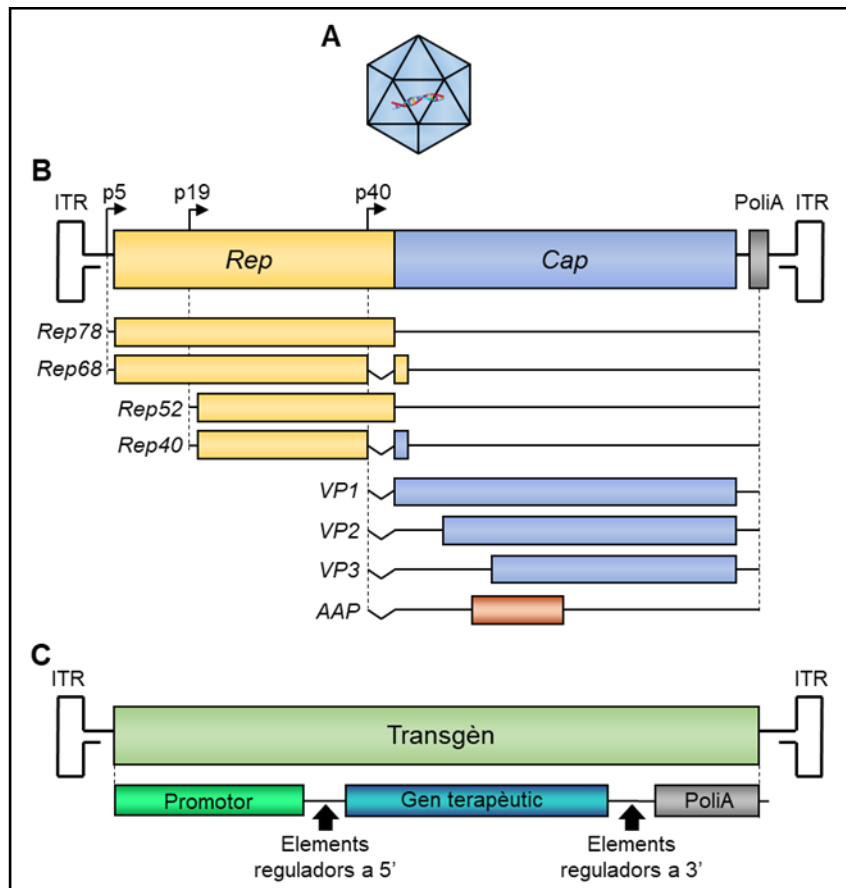 A
B
ITR
p5
p19
p40
PoliA
ITR
Rep
Cap
Rep78
Rep68
Rep52
Rep40
VP1
VP2
VP3
AAP
C
ITR
ITR
Transgèn
Promotor
Gen terapèutic
PoliA
Elements
reguladors a 5’
Elements
reguladors a 3’